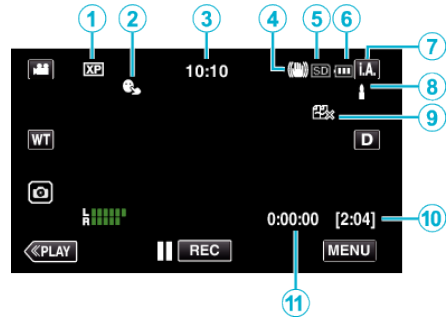 1 2 3 4 5 6 7
XP 10:10 SD i.A.
8
9
WT D
L
R
0:00:00 [2:04] 10
≪PLAY REC MENU
11